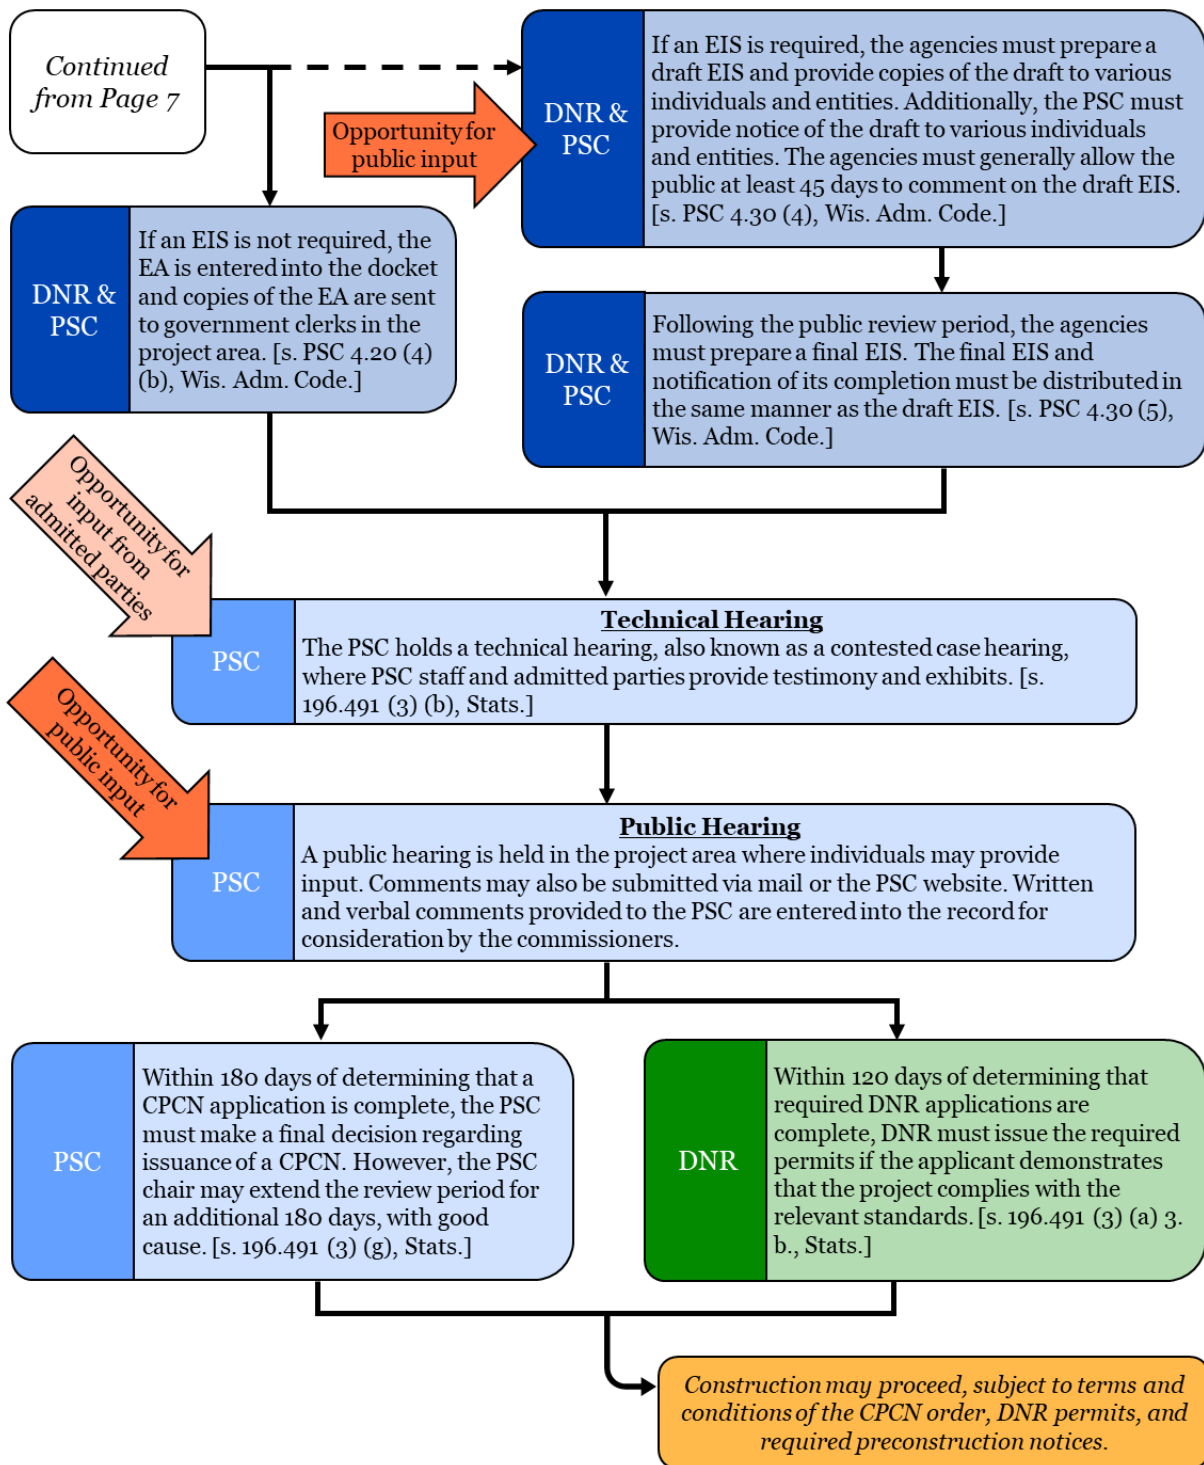 Continued
from Page 7
If an EIS is required, the agencies must prepare a
draft EIS and provide copies of the draft to various
individuals and entities. Additionally, the PSC must
provide notice of the draft to various individuals
and entities. The agencies must generally allow the
public at least 45 days to comment on the draft EIS.
[s. PSC 4.30 (4), Wis. Adm. Code.]
DNR &
PSC
Opportunity for
public input
If an EIS is not required, the
EA is entered into the docket
and copies of the EA are sent
to government clerks in the
project area. [s. PSC 4.20 (4)
(b), Wis. Adm. Code.]
DNR &
PSC
Following the public review period, the agencies
must prepare a final EIS. The final EIS and
notification of its completion must be distributed in
the same manner as the draft EIS. [s. PSC 4.30 (5),
Wis. Adm. Code.]
DNR &
PSC
Opportunity for
input from
admitted parties
PSC
Technical Hearing
The PSC holds a technical hearing, also known as a contested case hearing,
where PSC staff and admitted parties provide testimony and exhibits. [s.
196.491 (3) (b), Stats.]
Opportunity for
public input
PSC
Public Hearing
A public hearing is held in the project area where individuals may provide
input. Comments may also be submitted via mail or the PSC website. Written
and verbal comments provided to the PSC are entered into the record for
consideration by the commissioners.
PSC
Within 180 days of determining that a
CPCN application is complete, the PSC
must make a final decision regarding
issuance of a CPCN. However, the PSC
chair may extend the review period for
an additional 180 days, with good
cause. [s. 196.491 (3) (g), Stats.]
DNR
Within 120 days of determining that
required DNR applications are
complete, DNR must issue the required
permits if the applicant demonstrates
that the project complies with the
relevant standards. [s. 196.491 (3) (a) 3.
b., Stats.]
Construction may proceed, subject to terms and
conditions of the CPCN order, DNR permits, and
required preconstruction notices.